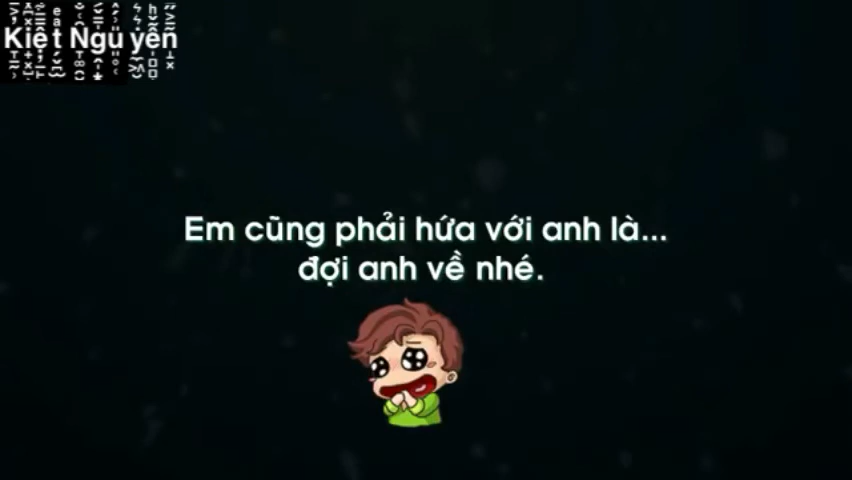 Kiệt Nguyễn
Em cũng phải hứa với anh là...
đợi anh về nhé.